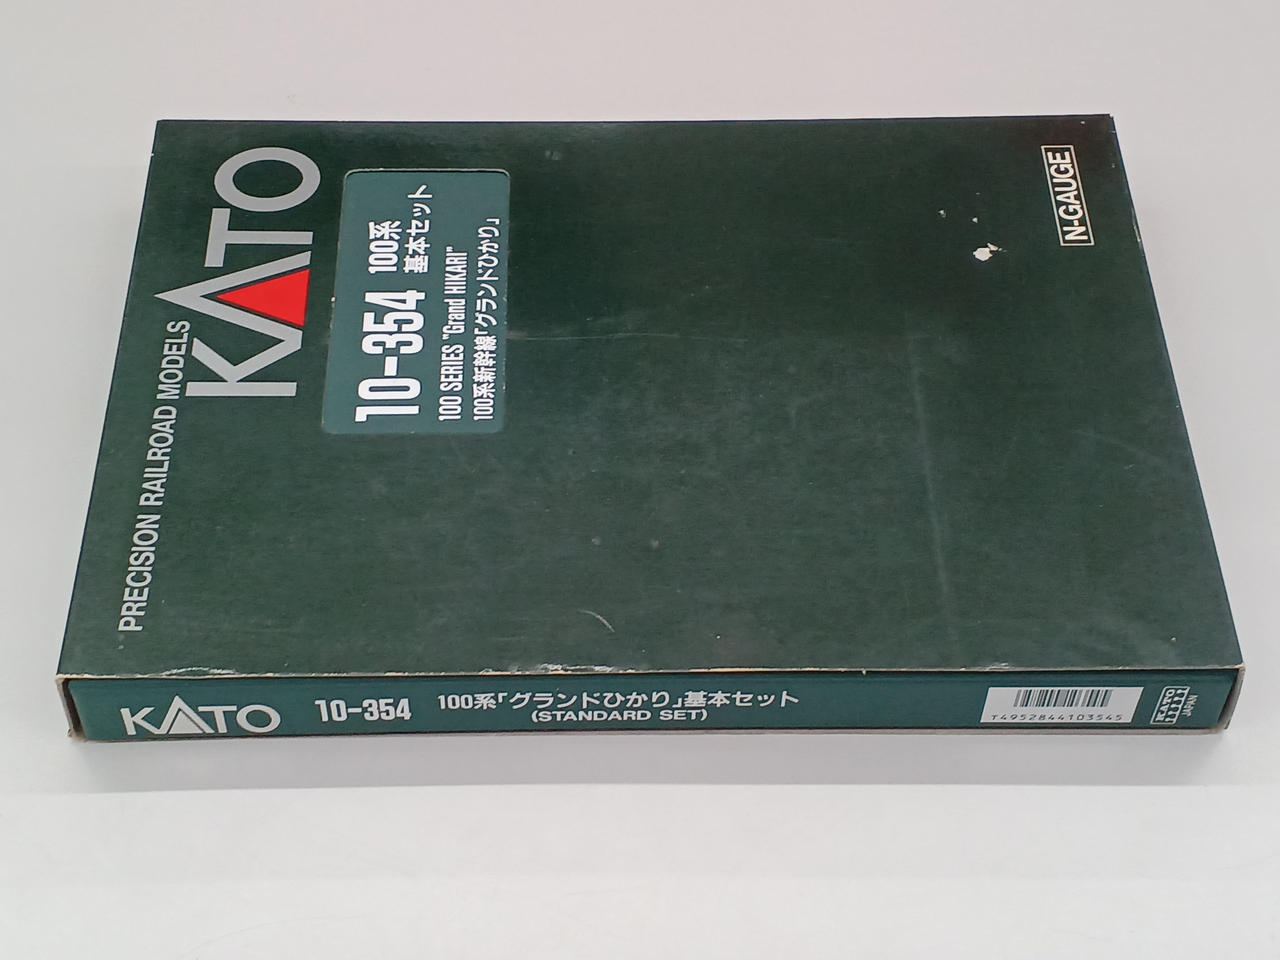 PRECISION RAILROAD MODELS
KATO
10-354 100系
基本セット
100 SERIES "Grand HIKARI"
100系新幹線「グランドひかり」
N-GAUGE
KATO 10-354 100系「グランドひかり」基本セット
(STANDARD SET)
T4952844103545
KATO
JAPAN